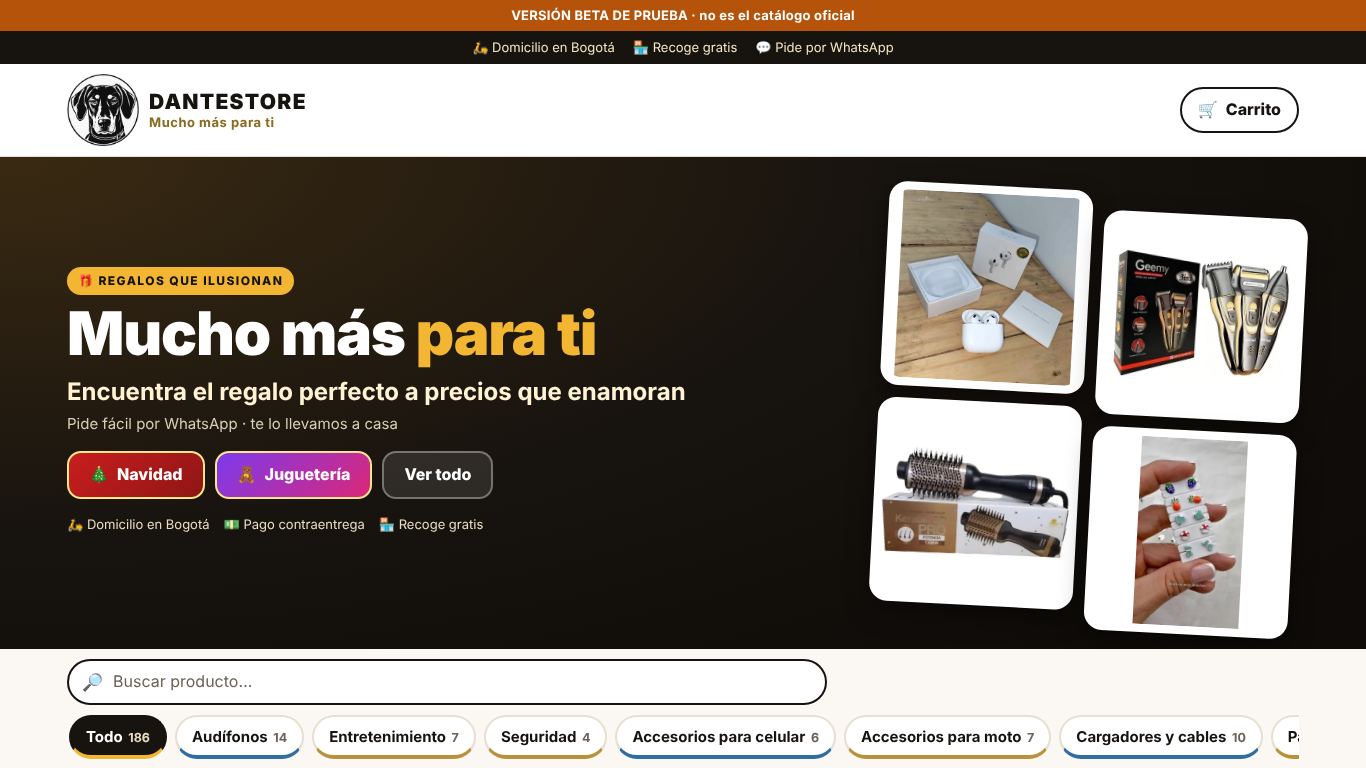 VERSIÓN BETA DE PRUEBA · no es el catálogo oficial
🛵 Domicilio en Bogotá 🏪 Recoge gratis 💬 Pide por WhatsApp
DANTESTORE
Mucho más para ti
🛒 Carrito
🎁 REGALOS QUE ILUSIONAN
Mucho más para ti
Encuentra el regalo perfecto a precios que enamoran
Pide fácil por WhatsApp · te lo llevamos a casa
🎄 Navidad
🧸 Juguetería
Ver todo
🛵 Domicilio en Bogotá 💵 Pago contraentrega 🏪 Recoge gratis
Geemy
3in1
PRO
🔎 Buscar producto...
Todo 186
Audífonos 14
Entretenimiento 7
Seguridad 4
Accesorios para celular 6
Accesorios para moto 7
Cargadores y cables 10